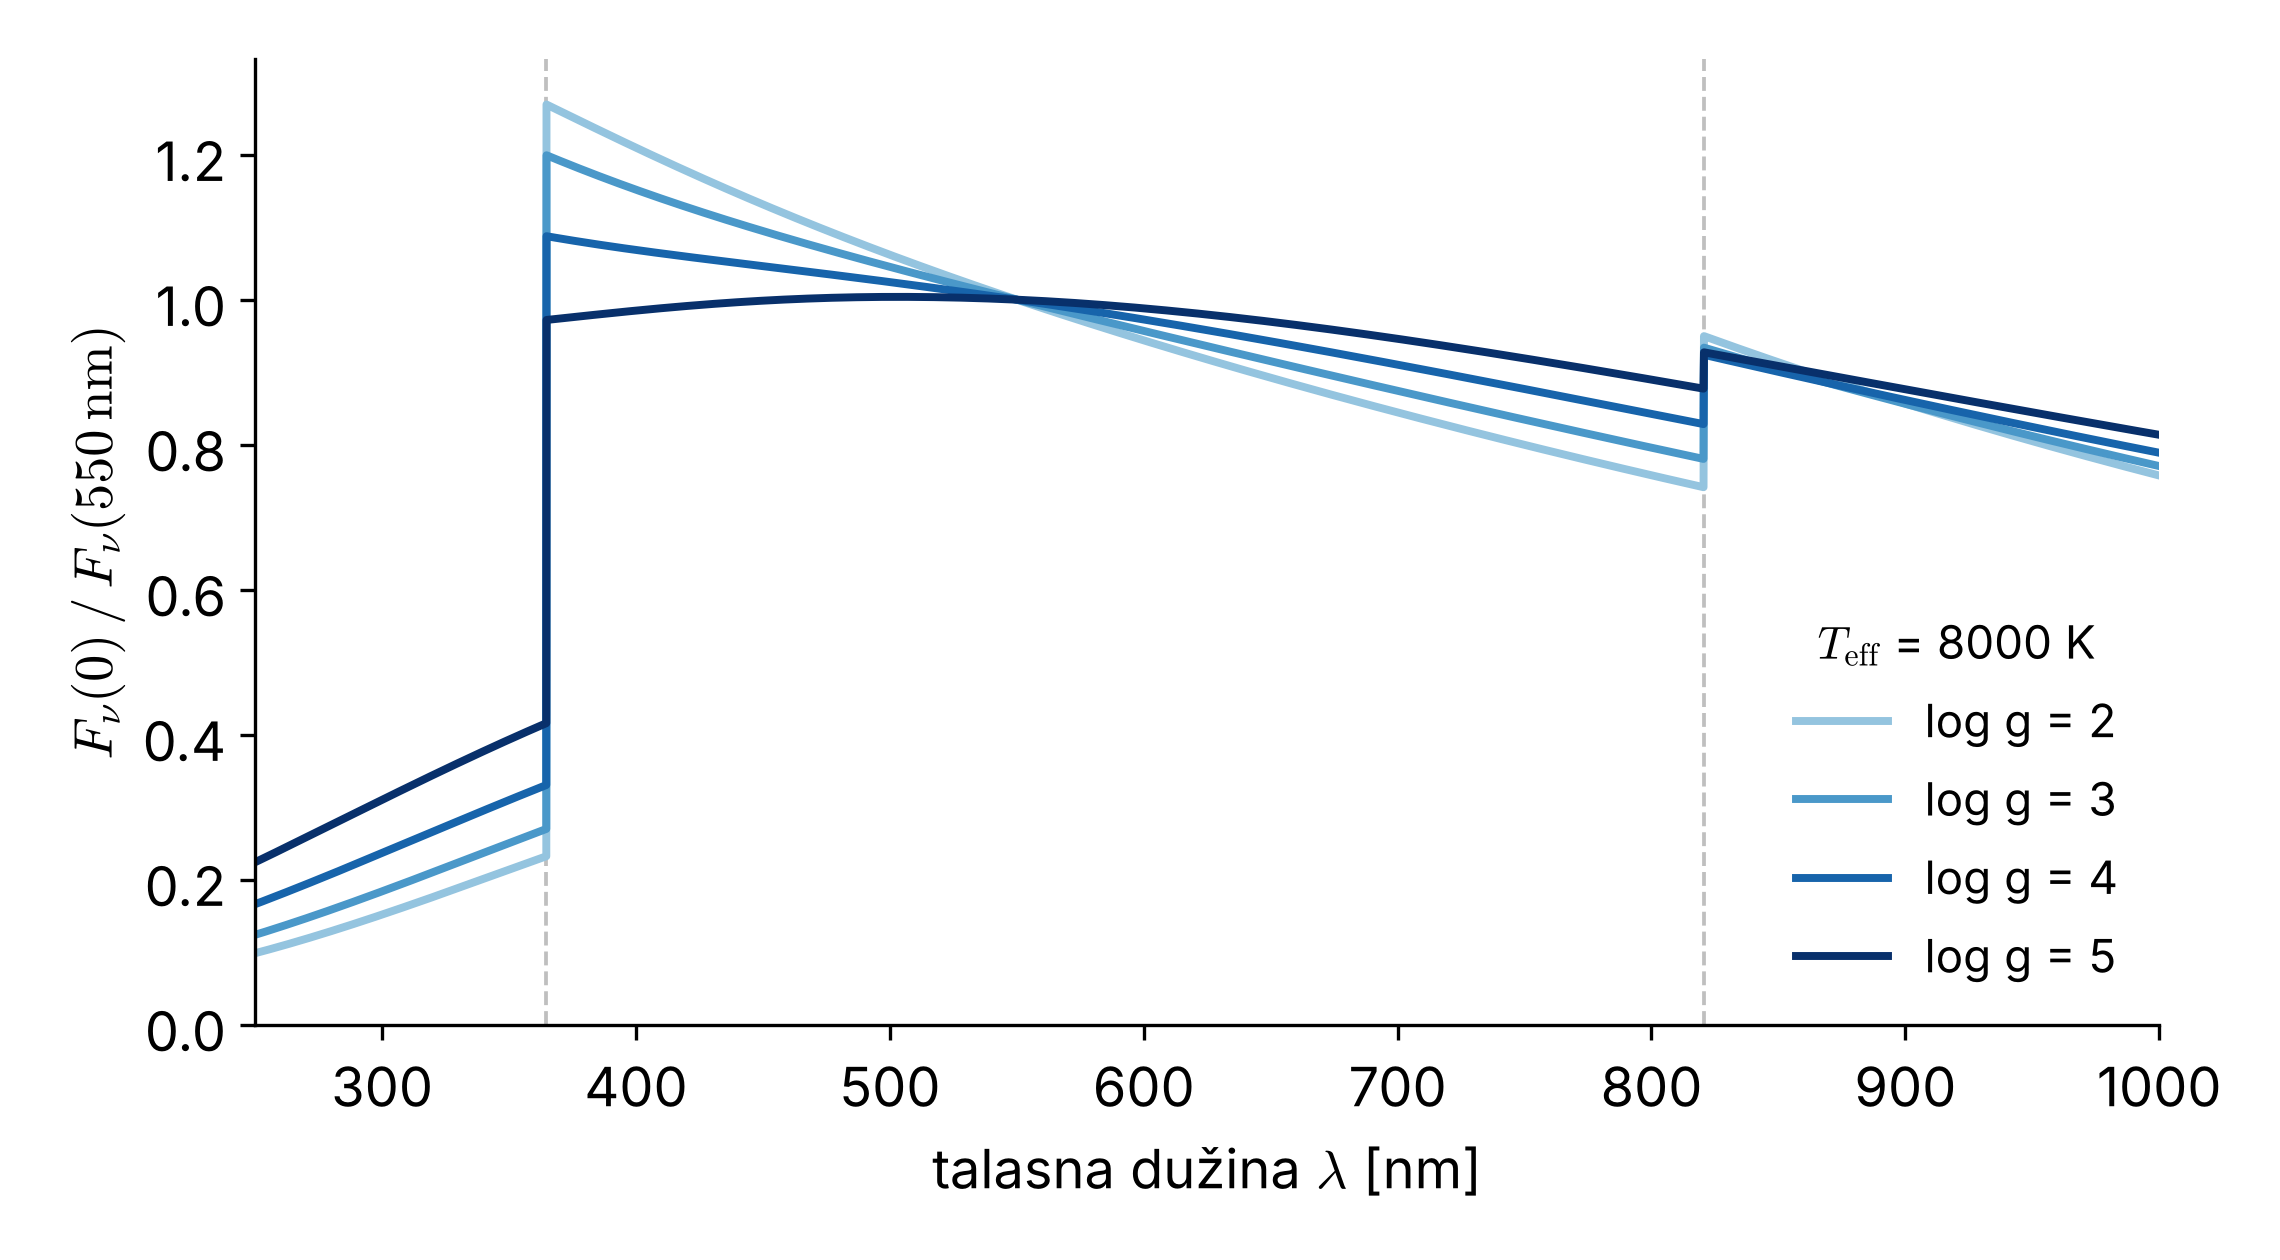 F_ν(0) / F_ν(550 nm)
1.2
1.0
0.8
0.6
0.4
0.2
0.0
T_eff = 8000 K
log g = 2
log g = 3
log g = 4
log g = 5
300 400 500 600 700 800 900 1000
talasna dužina λ [nm]